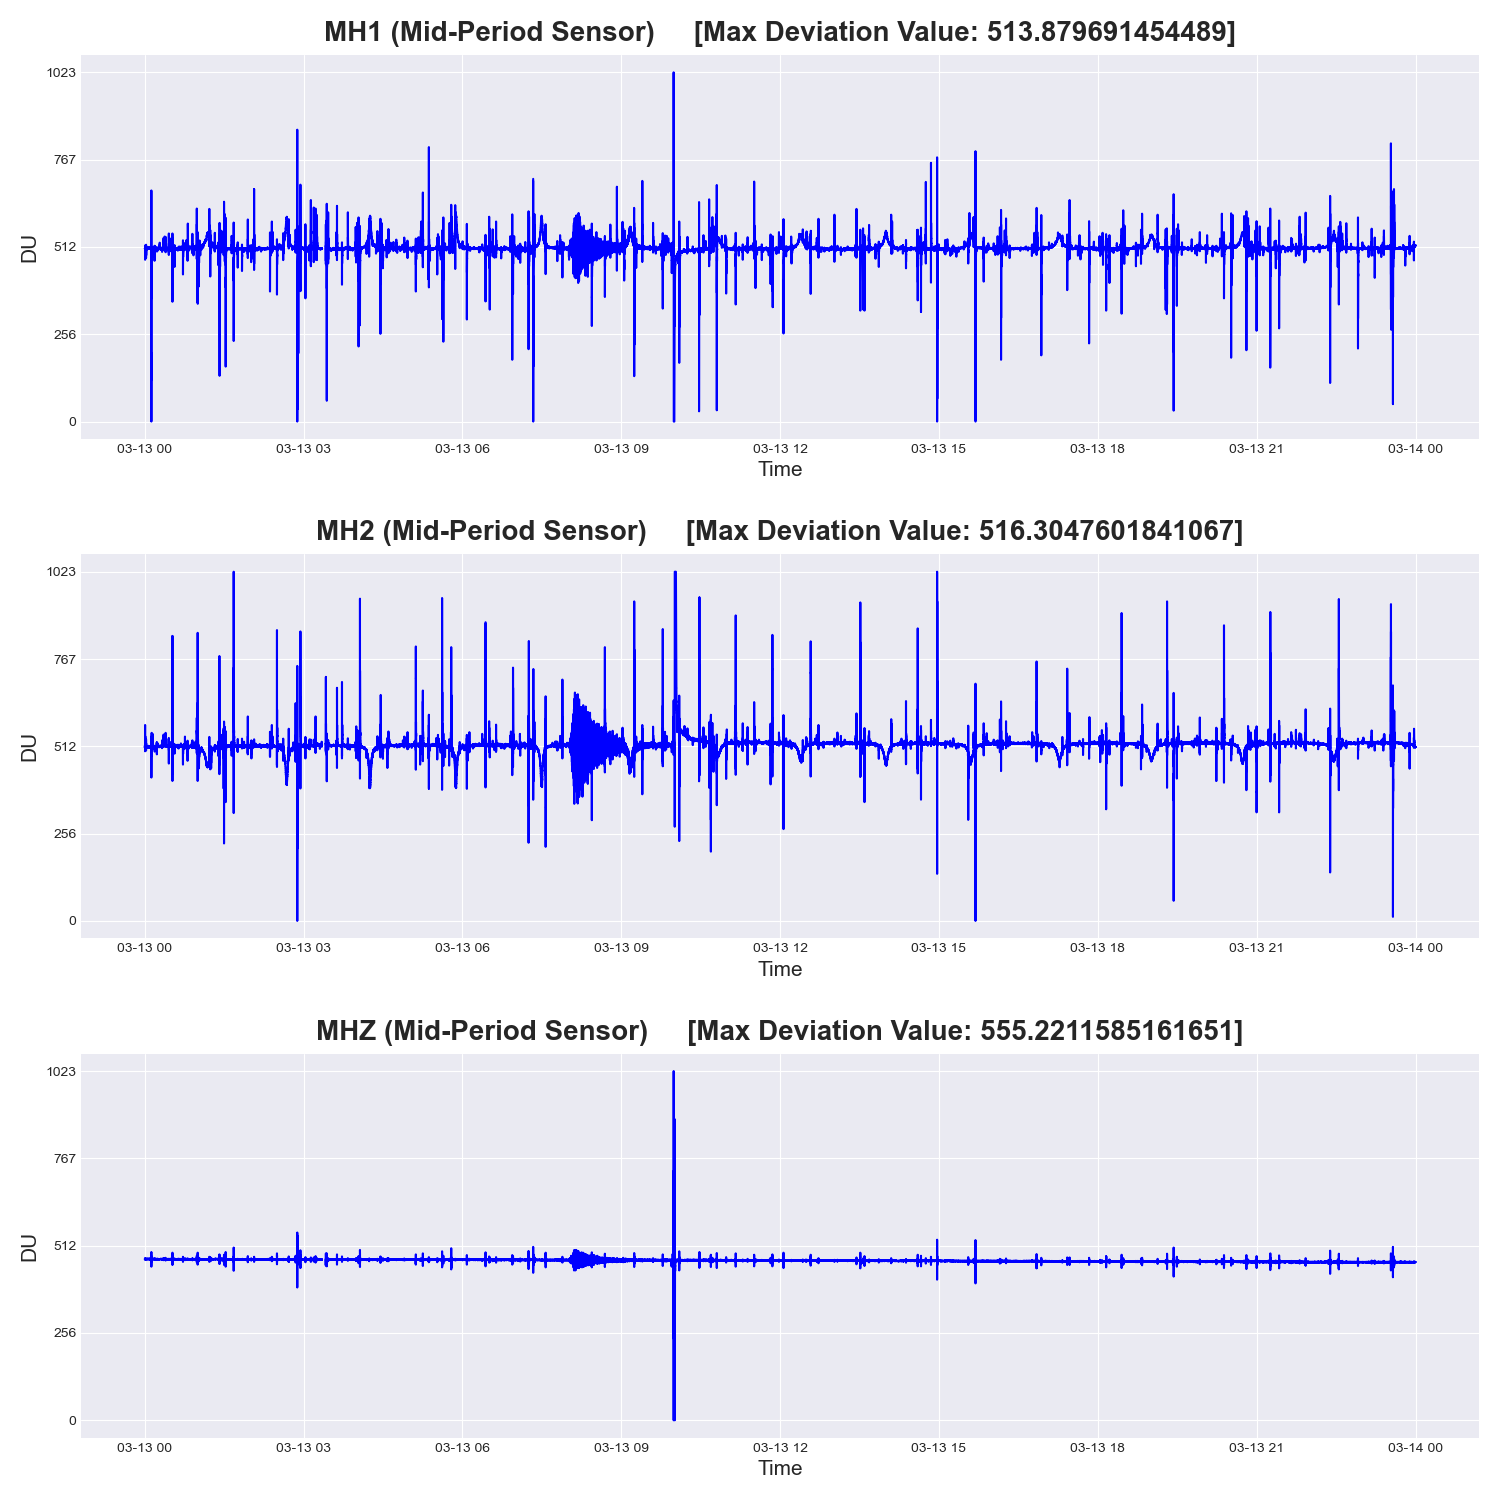 MH1 (Mid-Period Sensor) [Max Deviation Value: 513.879691454489]
1023
767
512
256
0
DU
03-13 00 03-13 03 03-13 06 03-13 09 03-13 12 03-13 15 03-13 18 03-13 21 03-14 00
Time
MH2 (Mid-Period Sensor) [Max Deviation Value: 516.3047601841067]
1023
767
512
256
0
DU
03-13 00 03-13 03 03-13 06 03-13 09 03-13 12 03-13 15 03-13 18 03-13 21 03-14 00
Time
MHZ (Mid-Period Sensor) [Max Deviation Value: 555.2211585161651]
1023
767
512
256
0
DU
03-13 00 03-13 03 03-13 06 03-13 09 03-13 12 03-13 15 03-13 18 03-13 21 03-14 00
Time